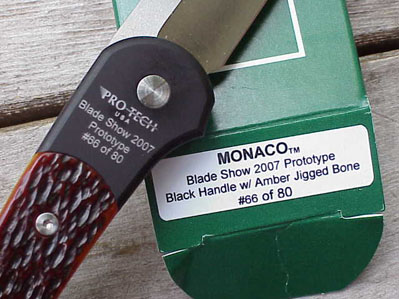 PRO-TECH
USA
Blade Show 2007
Prototype
#66 of 80
MONACO™
Blade Show 2007 Prototype
Black Handle w/ Amber Jigged Bone
#66 of 80